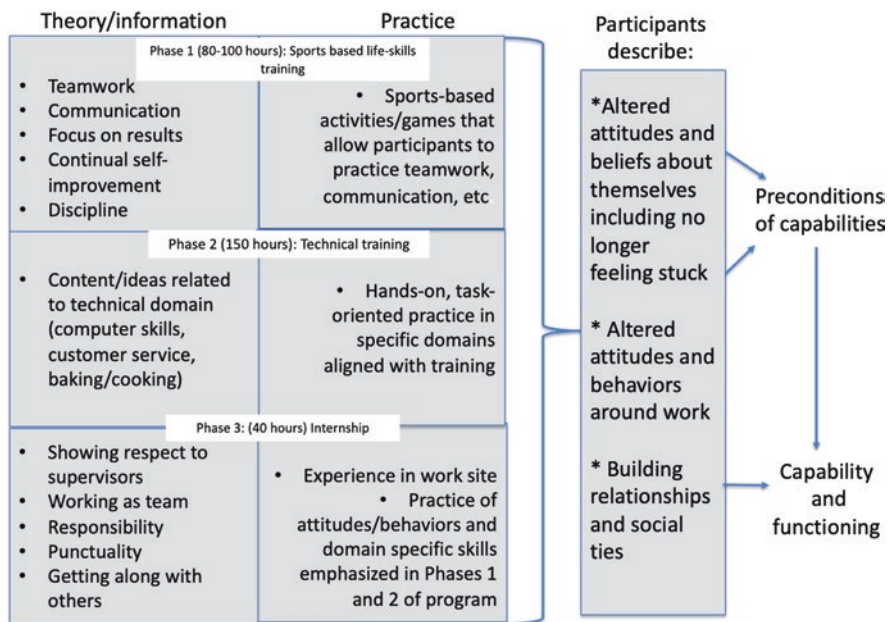 Theory/information
Practice
Phase 1 (80-100 hours): Sports based life-skills
training
• Teamwork
• Communication
• Focus on results
• Continual self-
improvement
• Discipline
• Sports-based
activities/games that
allow participants to
practice teamwork,
communication, etc.
Phase 2 (150 hours): Technical training
• Content/ideas related
to technical domain
(computer skills,
customer service,
baking/cooking)
• Hands-on, task-
oriented practice in
specific domains
aligned with training
Phase 3: (40 hours) Internship
• Showing respect to
supervisors
• Working as team
• Responsibility
• Punctuality
• Getting along with
others
• Experience in work site
• Practice of
attitudes/behaviors and
domain specific skills
emphasized in Phases 1
and 2 of program
Participants
describe:
*Altered
attitudes and
beliefs about
themselves
including no
longer
feeling stuck
* Altered
attitudes and
behaviors
around work
* Building
relationships
and social
ties
Preconditions
of capabilities
Capability
and
functioning